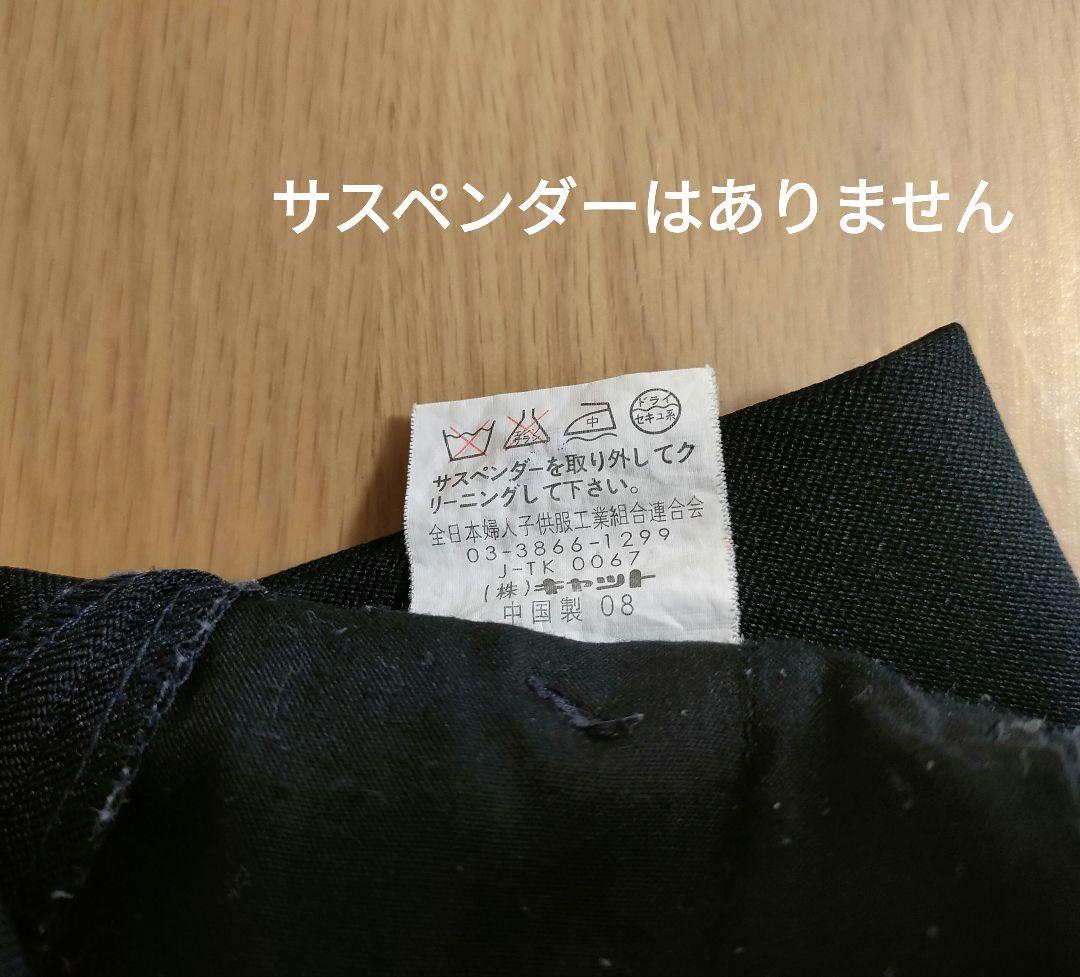 サスペンダーはありません
中
ドライ
セキユ系
サスペンダーを取り外してク
リーニングして下さい。
全日本婦人子供服工業組合連合会
03-3866-1299
J-TK 0067
(株)キャット
中国製 08